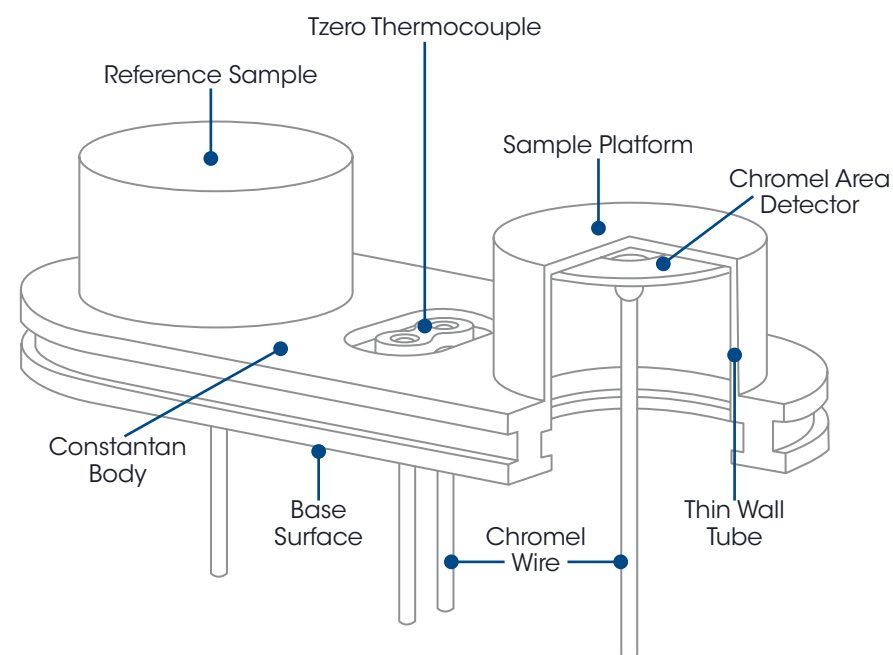 Tzero Thermocouple
Reference Sample
Sample Platform
Chromel Area
Detector
Constantan
Body
Base
Surface
Chromel
Wire
Thin Wall
Tube